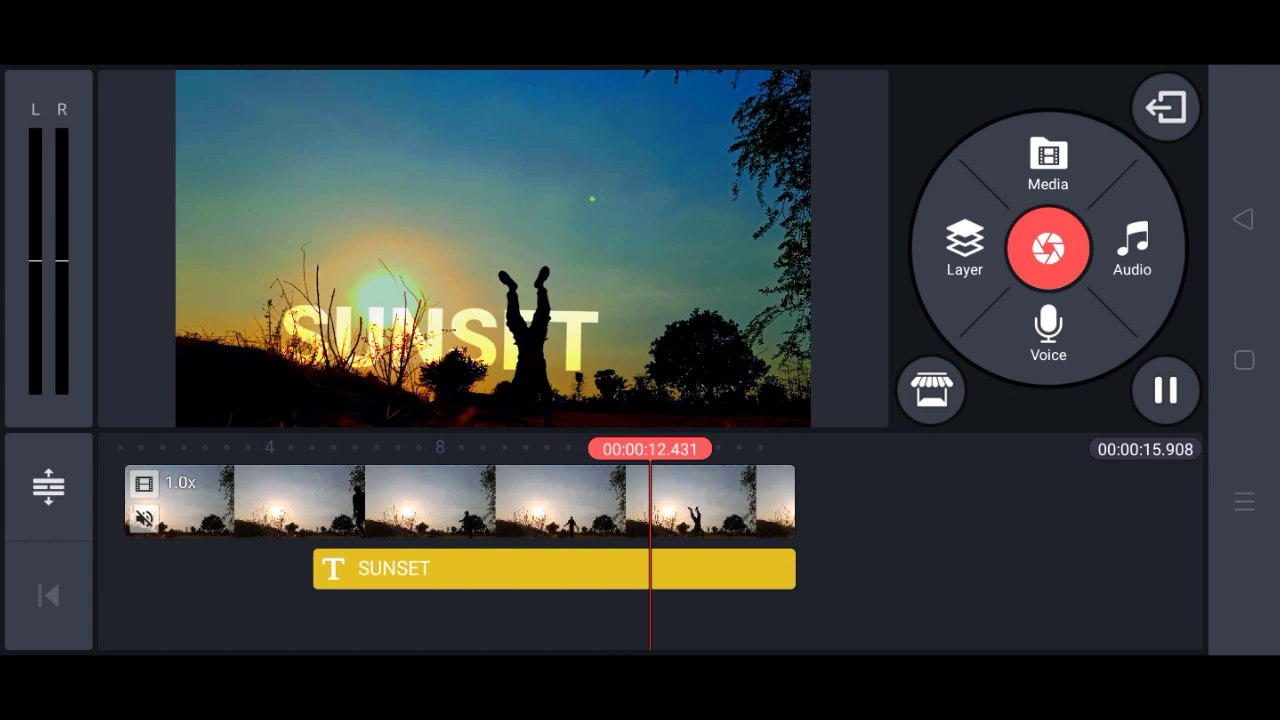 L R
SUNSET
Media
Layer
Audio
Voice
4 8 00:00:12.431 00:00:15.908
1.0x
T SUNSET